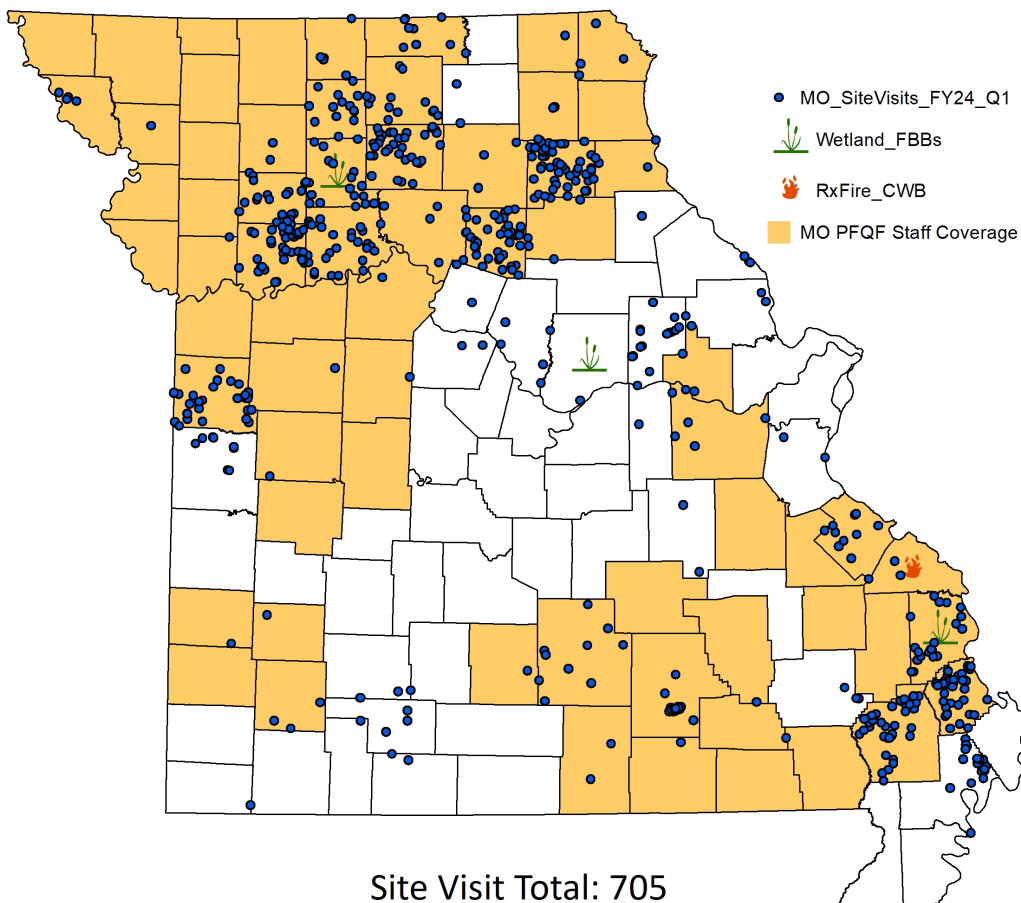 MO_SiteVisits_FY24_Q1
Wetland_FBBs
RxFire_CWB
MO PFQF Staff Coverage
Site Visit Total: 705